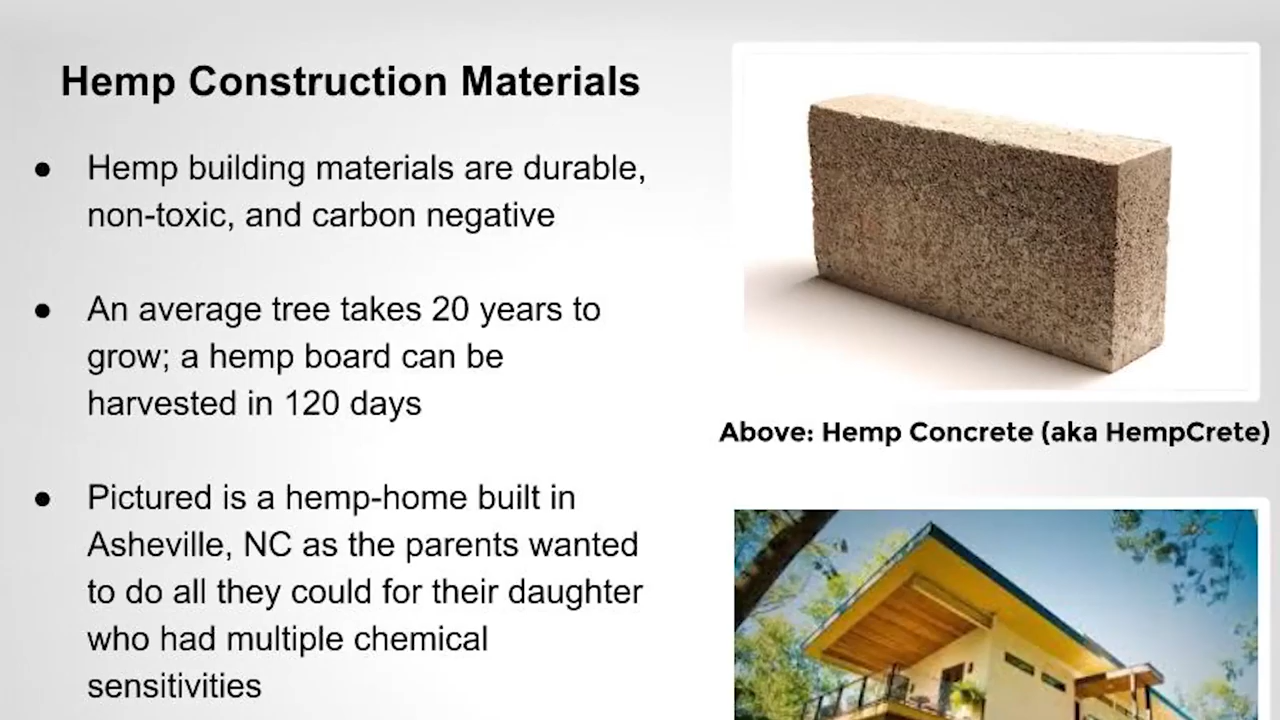 Hemp Construction Materials
● Hemp building materials are durable,
non-toxic, and carbon negative
● An average tree takes 20 years to
grow; a hemp board can be
harvested in 120 days
● Pictured is a hemp-home built in
Asheville, NC as the parents wanted
to do all they could for their daughter
who had multiple chemical
sensitivities
Above: Hemp Concrete (aka HempCrete)